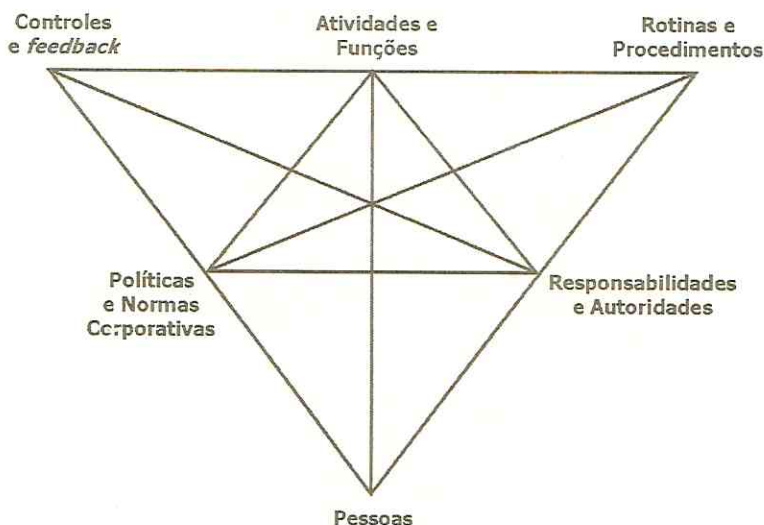 Controles
e feedback
Atividades e
Funções
Rotinas e
Procedimentos
Políticas
e Normas
Corporativas
Responsabilidades
e Autoridades
Pessoas